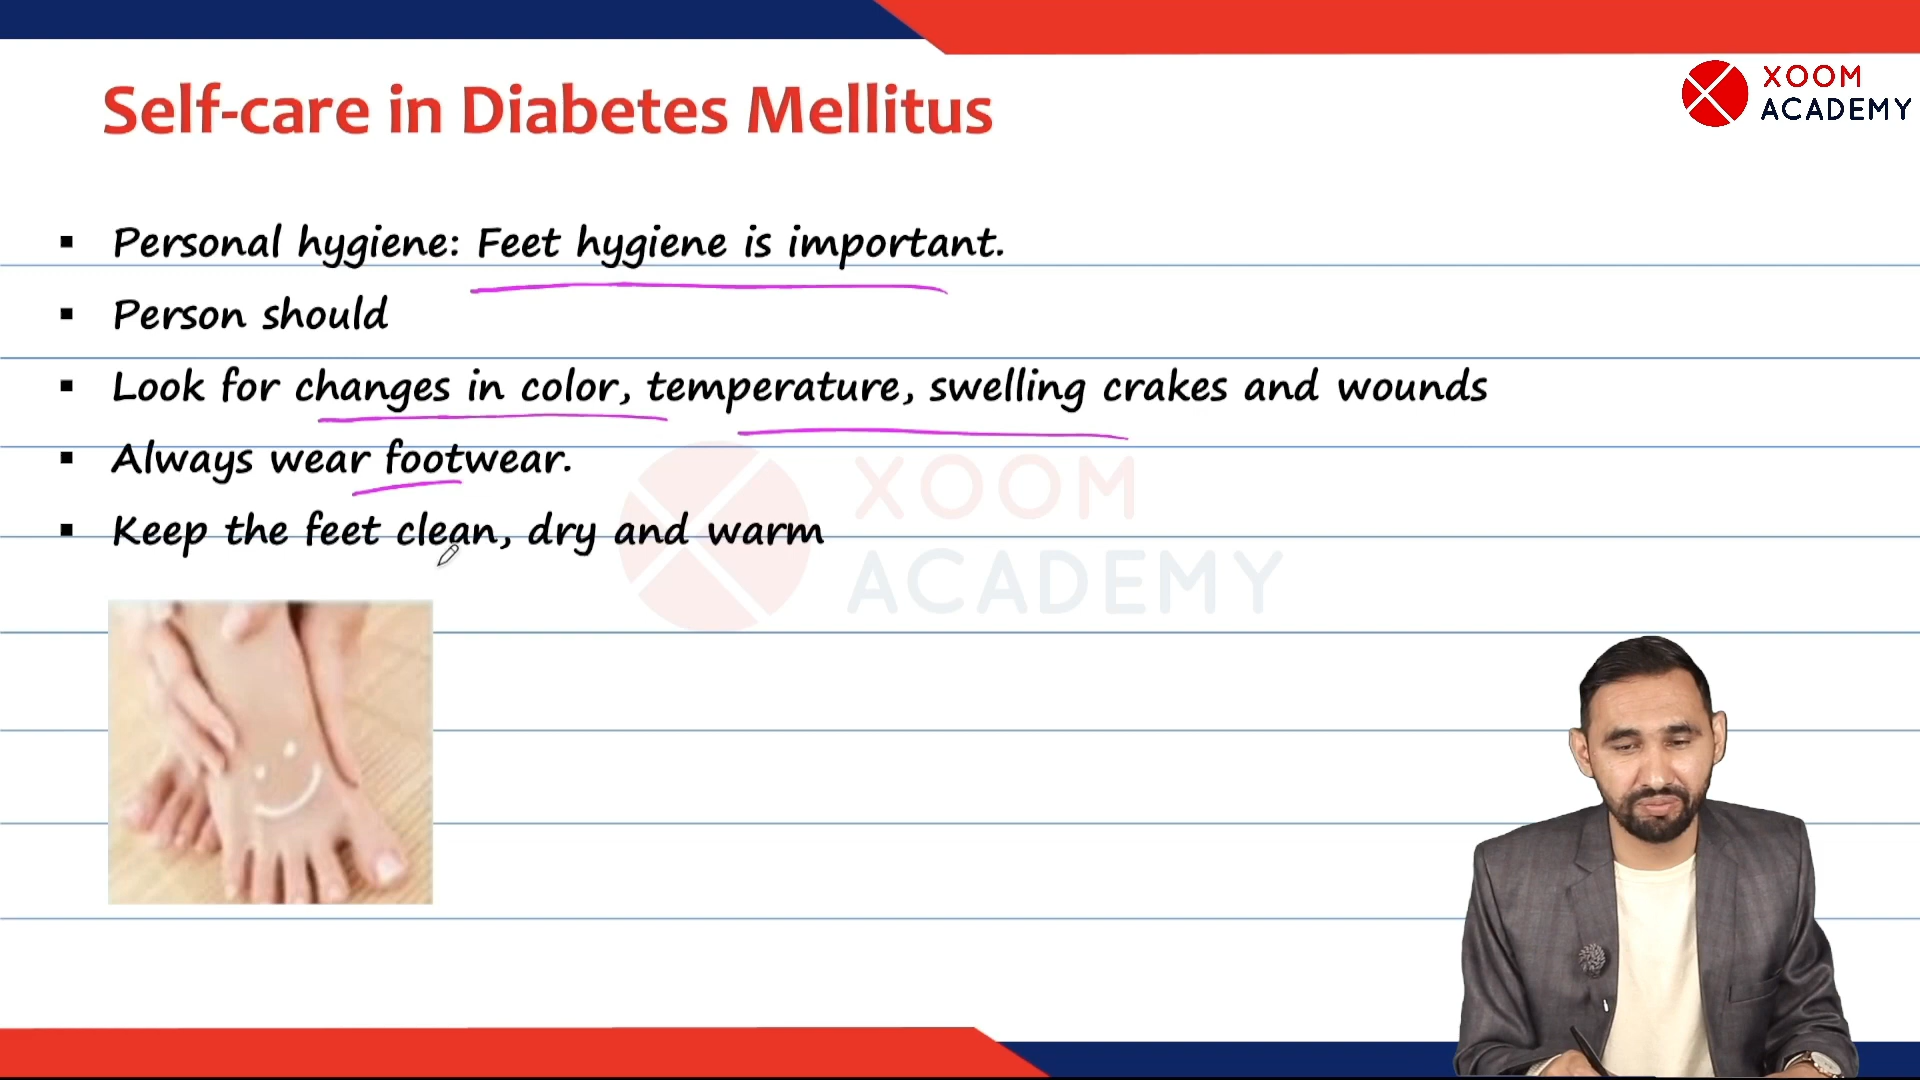 Self-care in Diabetes Mellitus
XOOM
ACADEMY
▪ Personal hygiene: Feet hygiene is important.
▪ Person should
▪ Look for changes in color, temperature, swelling crakes and wounds
▪ Always wear footwear.
▪ Keep the feet clean, dry and warm
XOOM
ACADEMY